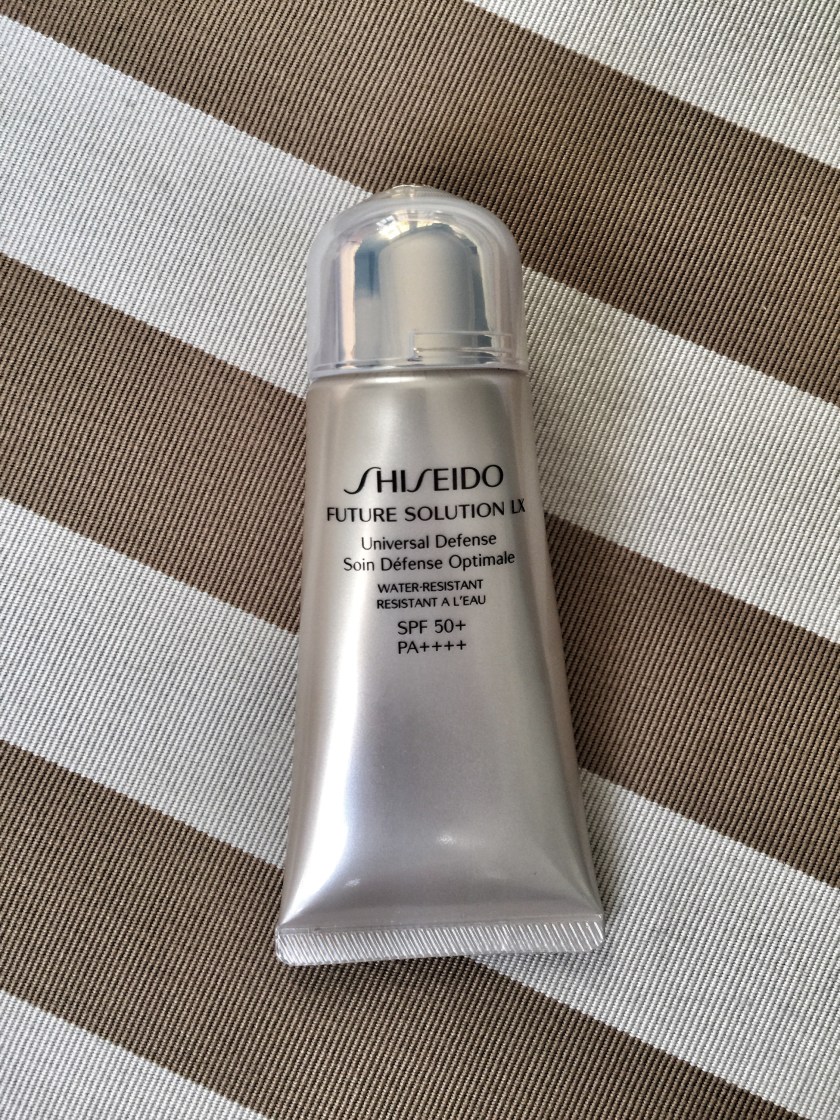 SHISEIDO
FUTURE SOLUTION LX
Universal Defense
Soin Défense Optimale
WATER-RESISTANT
RESISTANT A L'EAU
SPF 50+
PA++++